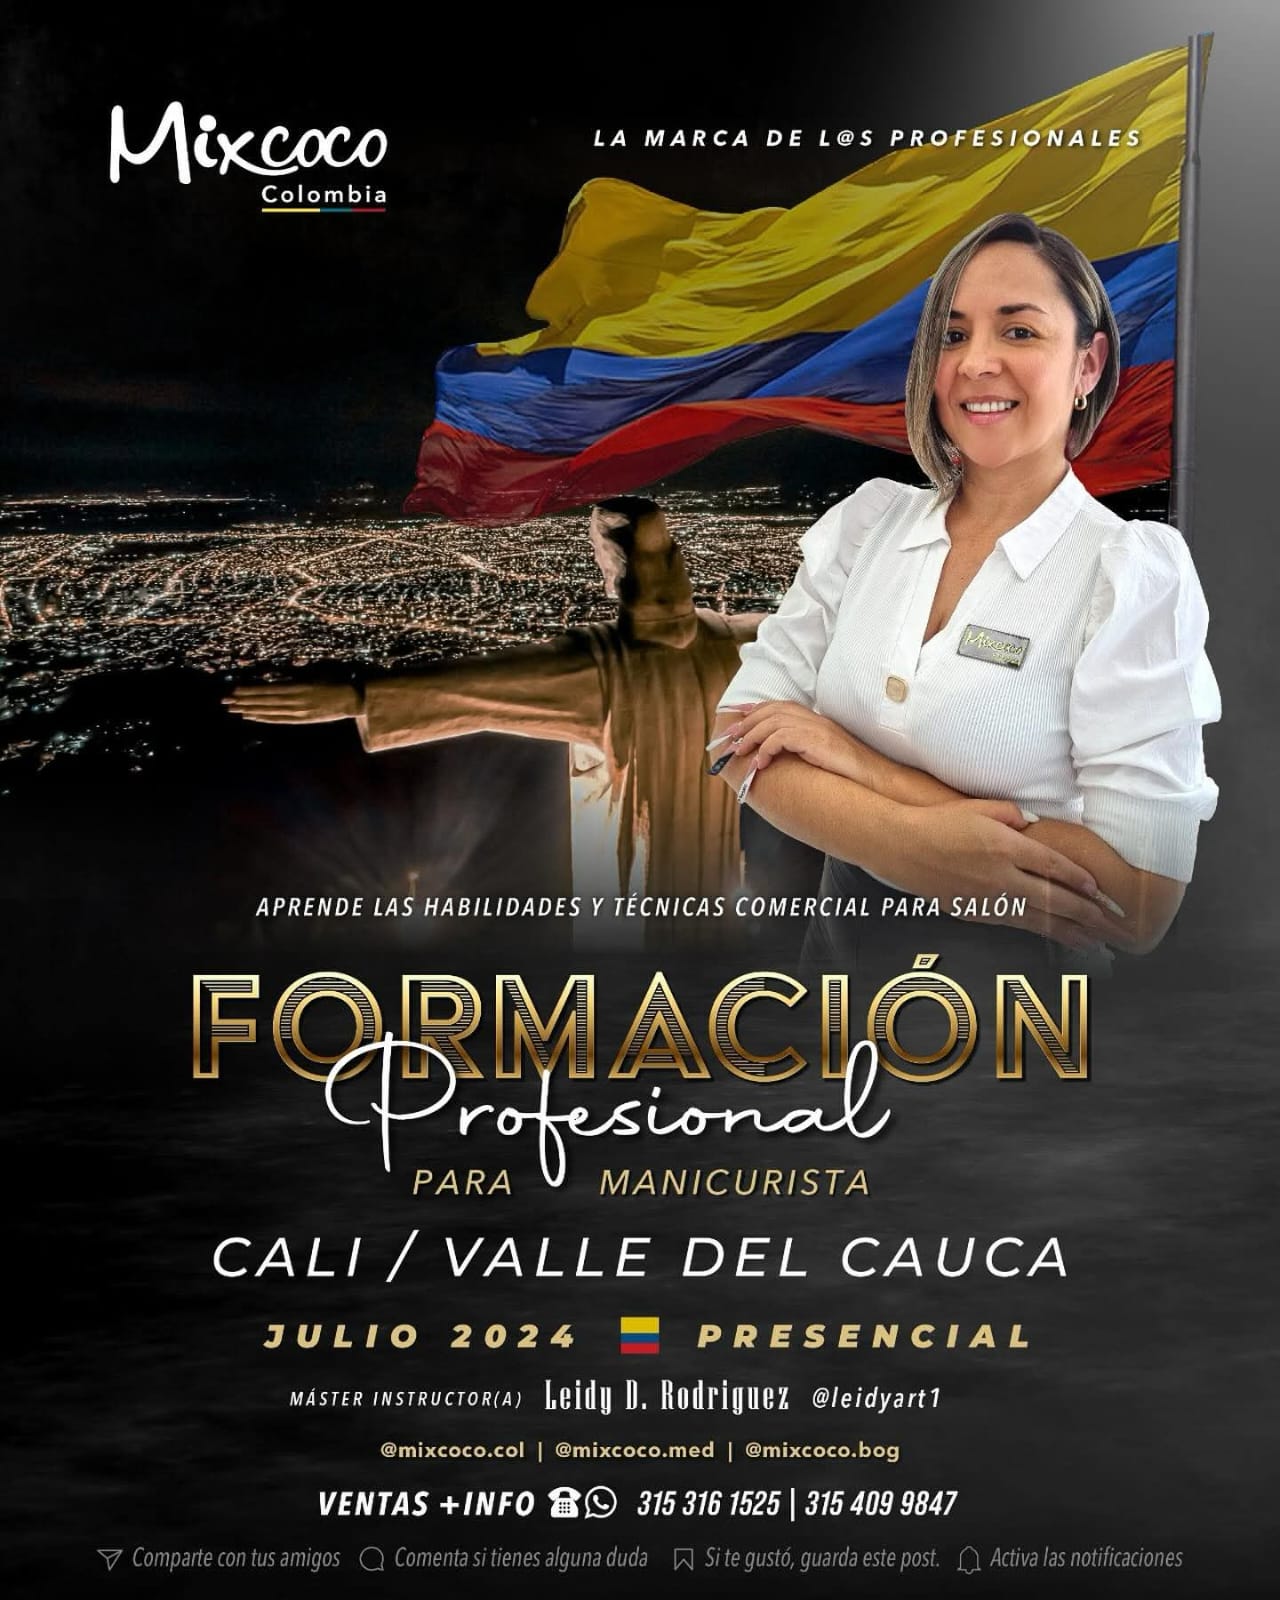 Mixcoco
Colombia
LA MARCA DE L@S PROFESIONALES
Mixcoco
APRENDE LAS HABILIDADES Y TÉCNICAS COMERCIAL PARA SALÓN
FORMACIÓN
Profesional
PARA MANICURISTA
CALI / VALLE DEL CAUCA
JULIO 2024 PRESENCIAL
MÁSTER INSTRUCTOR(A) Leidy D. Rodriguez @leidyart1
@mixcoco.col | @mixcoco.med | @mixcoco.bog
VENTAS +INFO 315 316 1525 | 315 409 9847
Comparte con tus amigos Comenta si tienes alguna duda Si te gustó, guarda este post. Activa las notificaciones